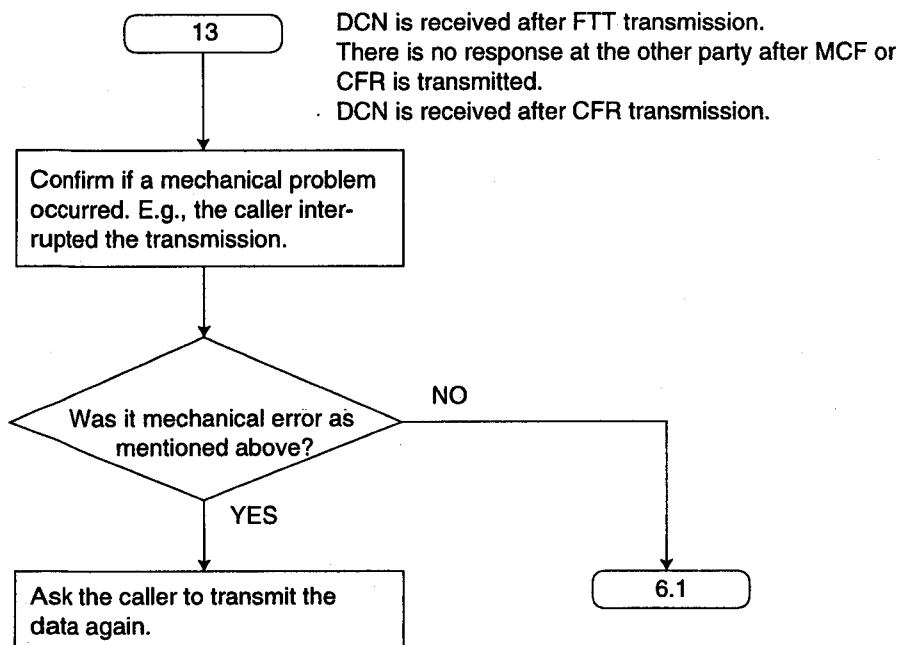 13
DCN is received after FTT transmission.
There is no response at the other party after MCF or
CFR is transmitted.
DCN is received after CFR transmission.
Confirm if a mechanical problem
occurred. E.g., the caller inter-
rupted the transmission.
Was it mechanical error as
mentioned above?
NO
YES
Ask the caller to transmit the
data again.
6.1